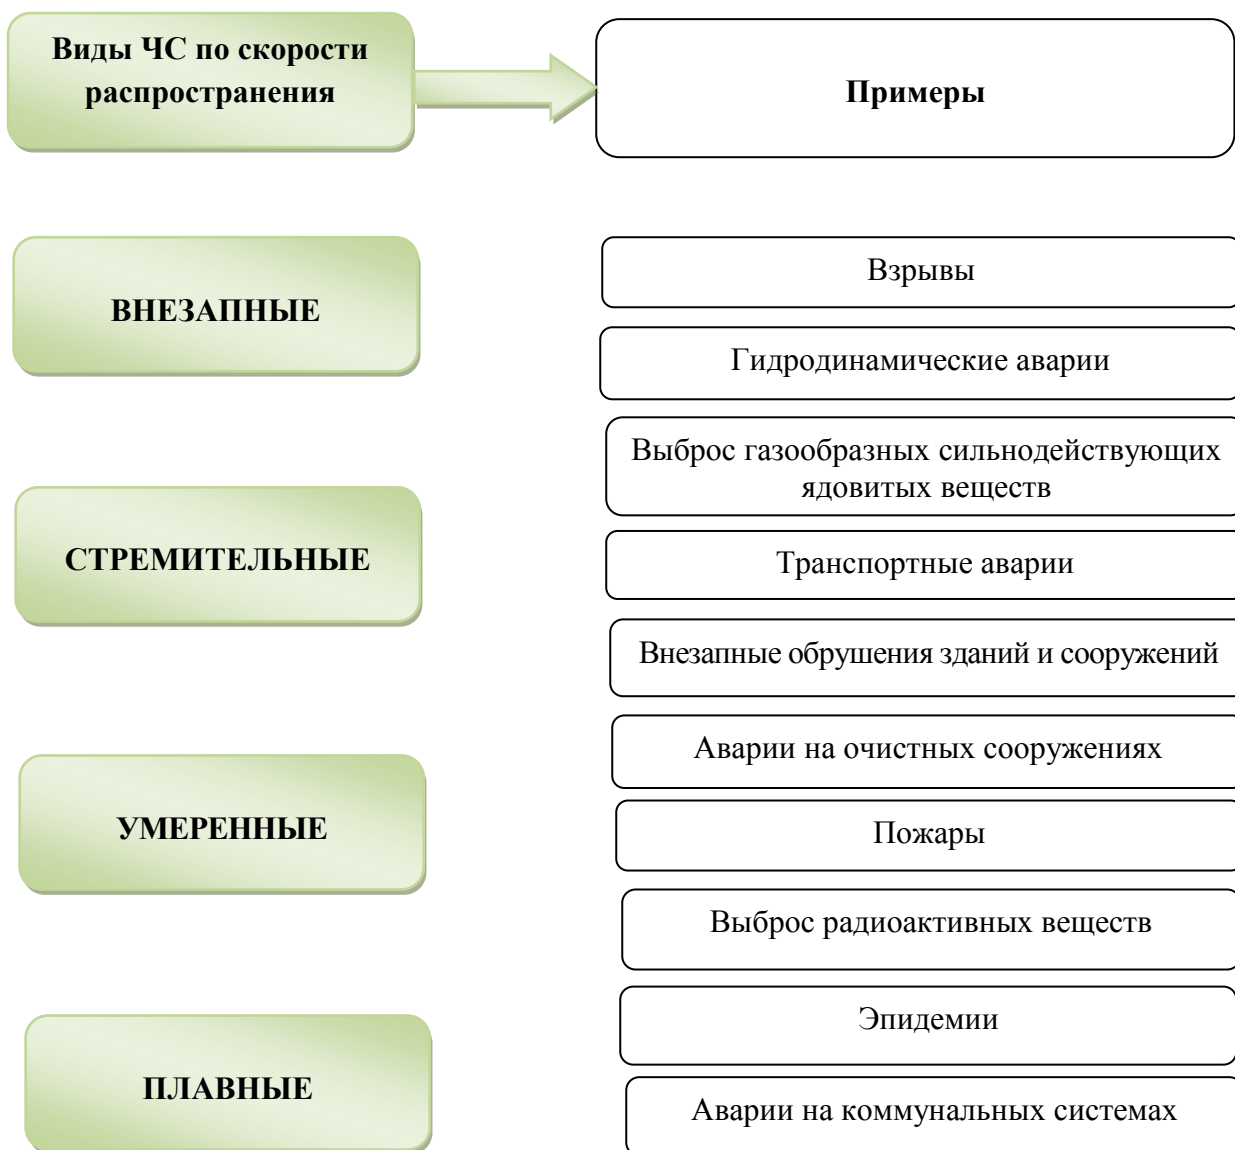 Виды ЧС по скорости
распространения
Примеры
ВНЕЗАПНЫЕ
СТРЕМИТЕЛЬНЫЕ
УМЕРЕННЫЕ
ПЛАВНЫЕ
Взрывы
Гидродинамические аварии
Выброс газообразных сильнодействующих
ядовитых веществ
Транспортные аварии
Внезапные обрушения зданий и сооружений
Аварии на очистных сооружениях
Пожары
Выброс радиоактивных веществ
Эпидемии
Аварии на коммунальных системах